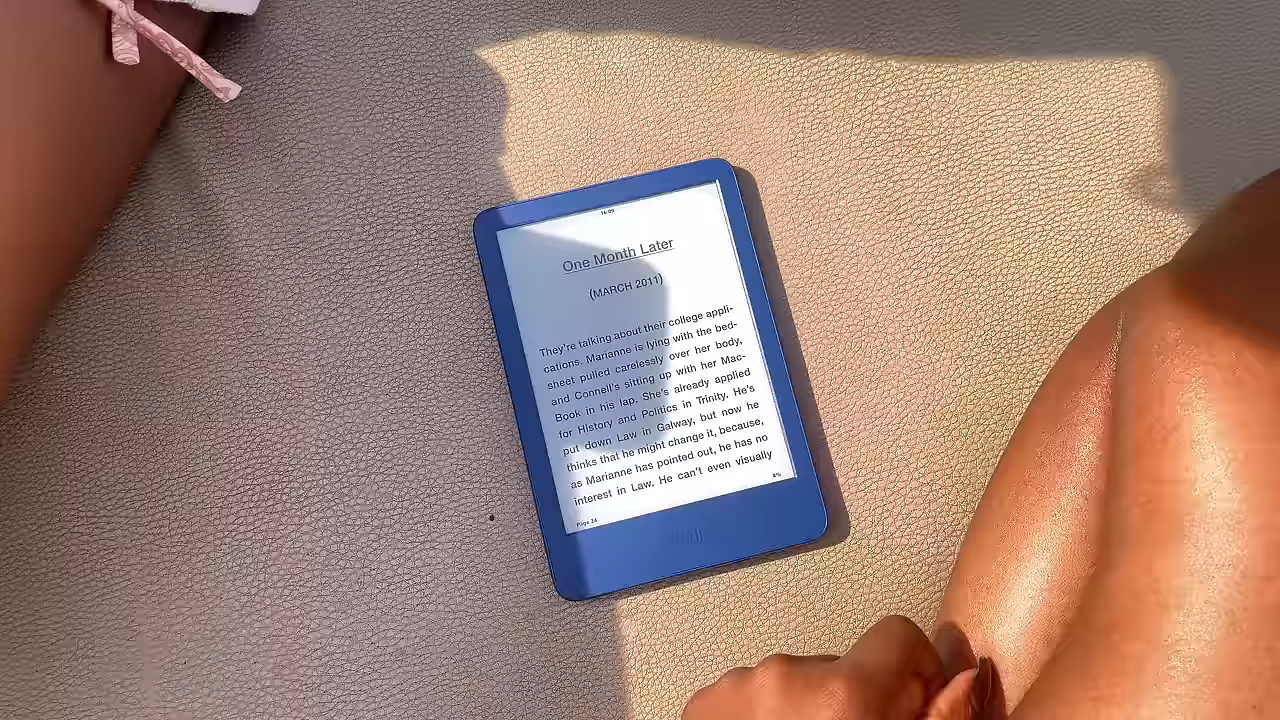 16:09
One Month Later
(MARCH 2011)
They're talking about their college appli-
cations. Marianne is lying with the bed-
sheet pulled carelessly over her body,
and Connell's sitting up with her Mac-
Book in his lap. She's already applied
for History and Politics in Trinity. He's
put down Law in Galway, but now he
thinks that he might change it, because,
as Marianne has pointed out, he has no
interest in Law. He can't even visually
Page 24
8%